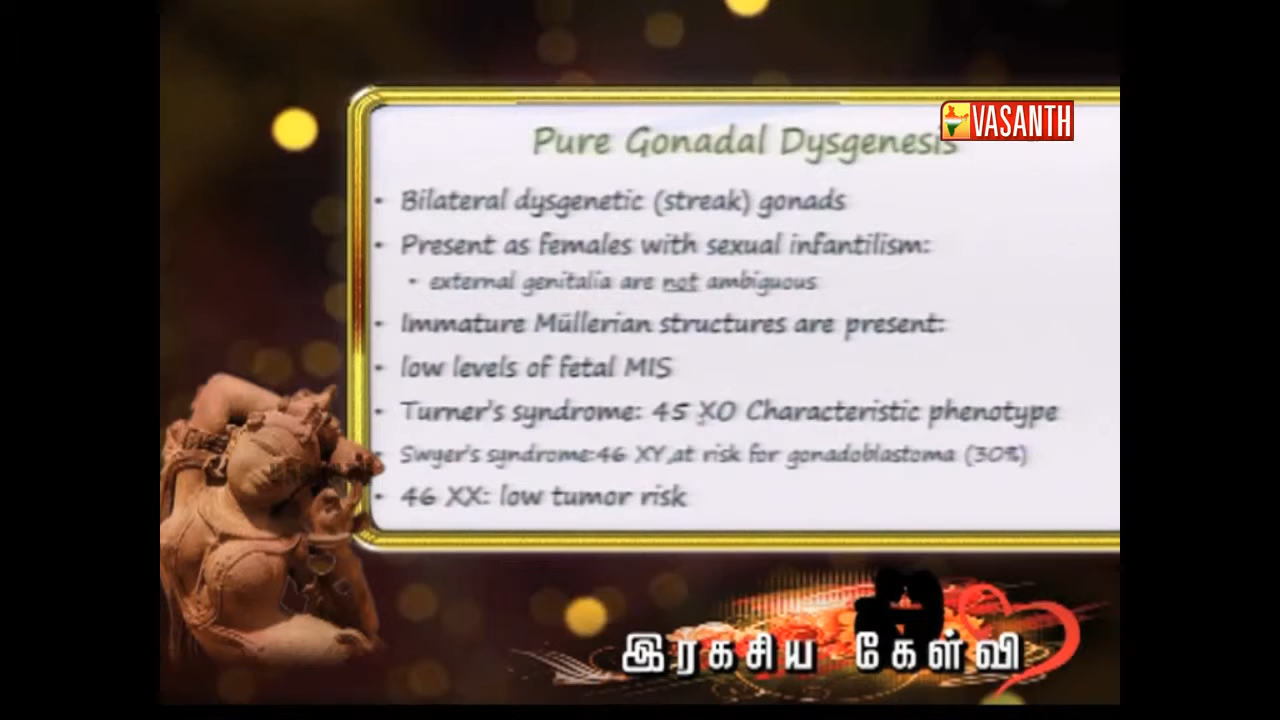 VASANTH
Pure Gonadal Dysgenesis
• Bilateral dysgenetic (streak) gonads
• Present as females with sexual infantilism:
• external genitalia are not ambiguous
• Immature Müllerian structures are present:
• low levels of fetal MIS
• Turner's syndrome: 45 XO Characteristic phenotype
• Swyer's syndrome:46 XY,at risk for gonadoblastoma (30%)
• 46 XX: low tumor risk
இரகசிய கேள்வி